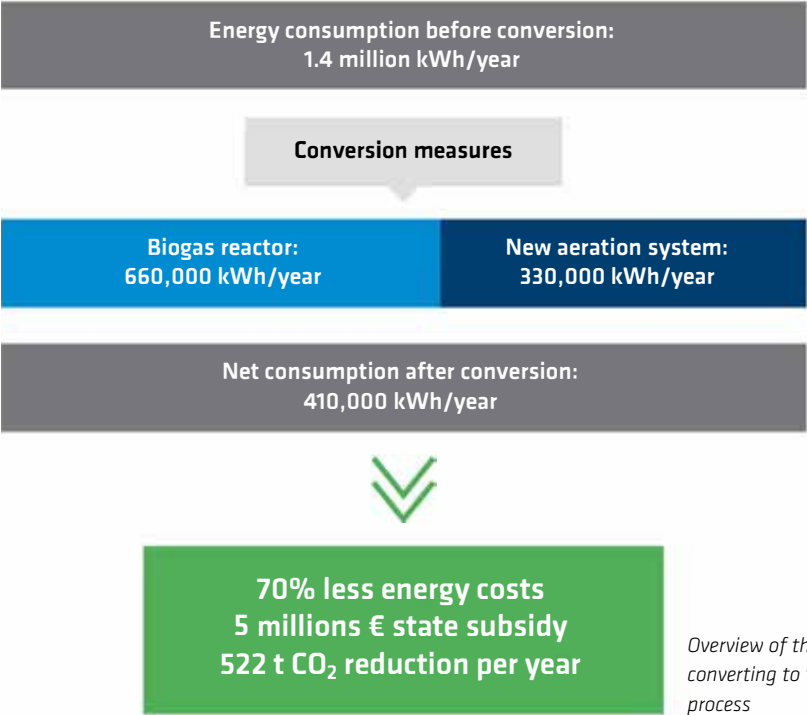 Energy consumption before conversion:
1.4 million kWh/year
Conversion measures
Biogas reactor:
660,000 kWh/year
New aeration system:
330,000 kWh/year
Net consumption after conversion:
410,000 kWh/year
70% less energy costs
5 millions € state subsidy
522 t CO₂ reduction per year
Overview of
converting to
process